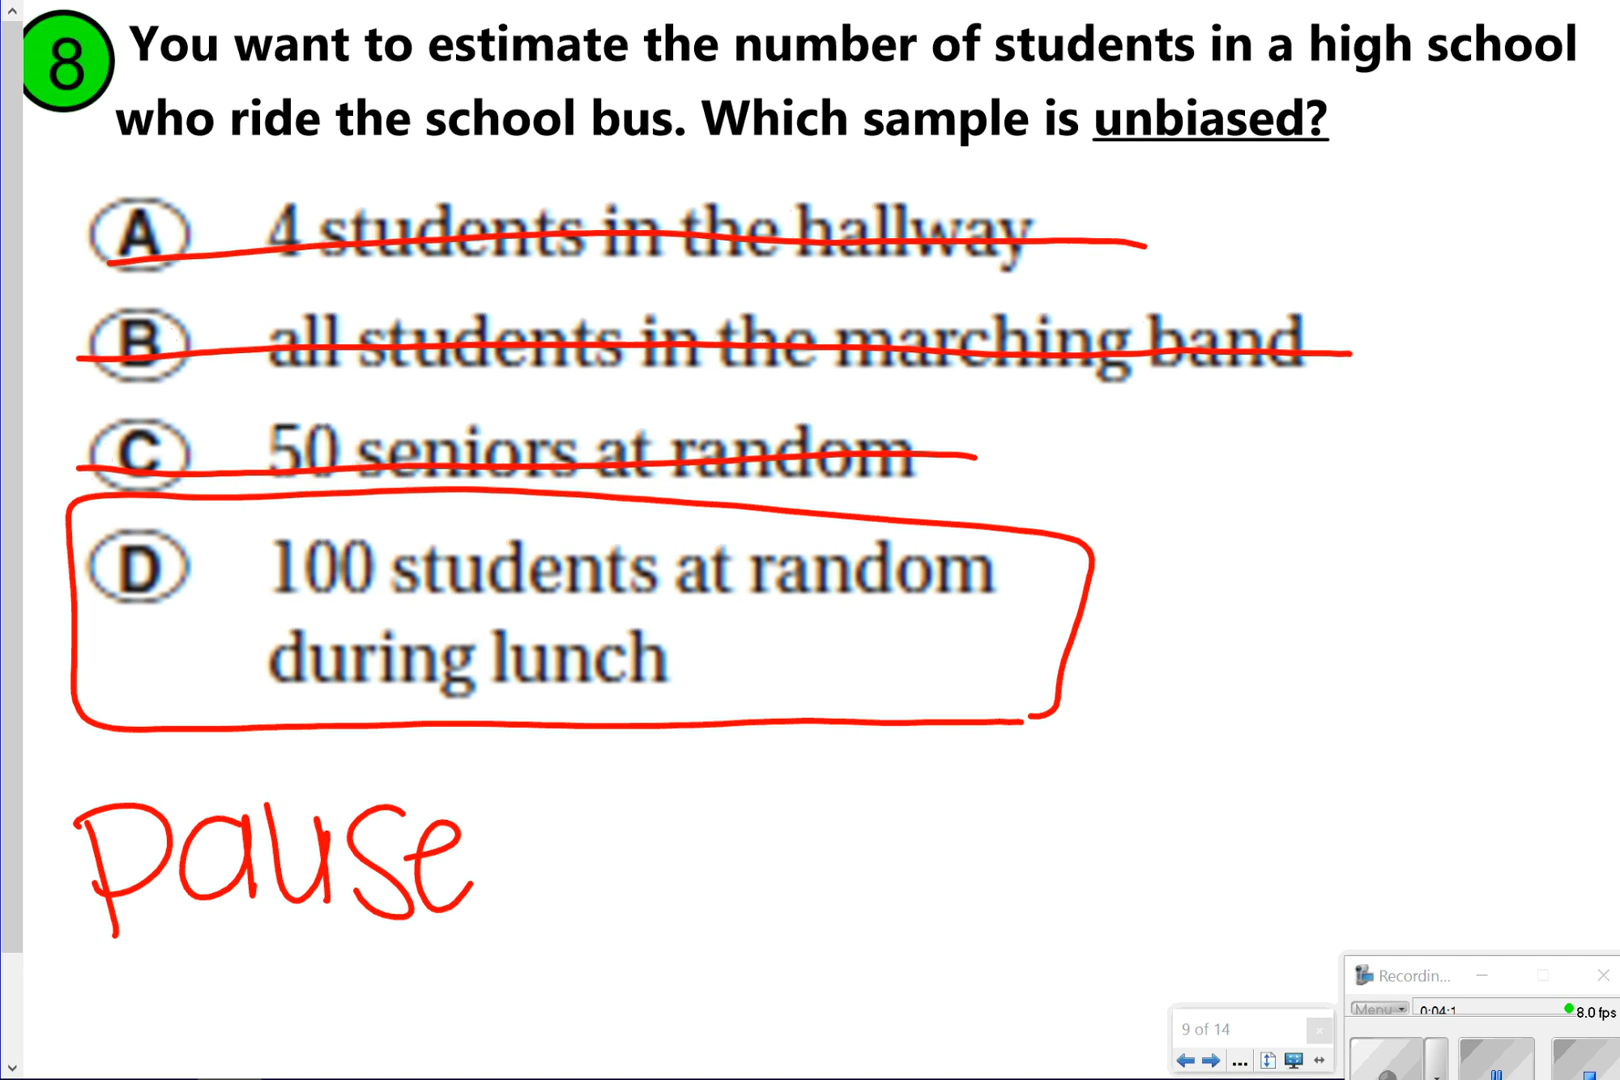 8 You want to estimate the number of students in a high school
who ride the school bus. Which sample is unbiased?
A 4 students in the hallway
B all students in the marching band
C 50 seniors at random
D 100 students at random
during lunch
pause
Recordin...
Menu 0:04:1 8.0 fps
9 of 14